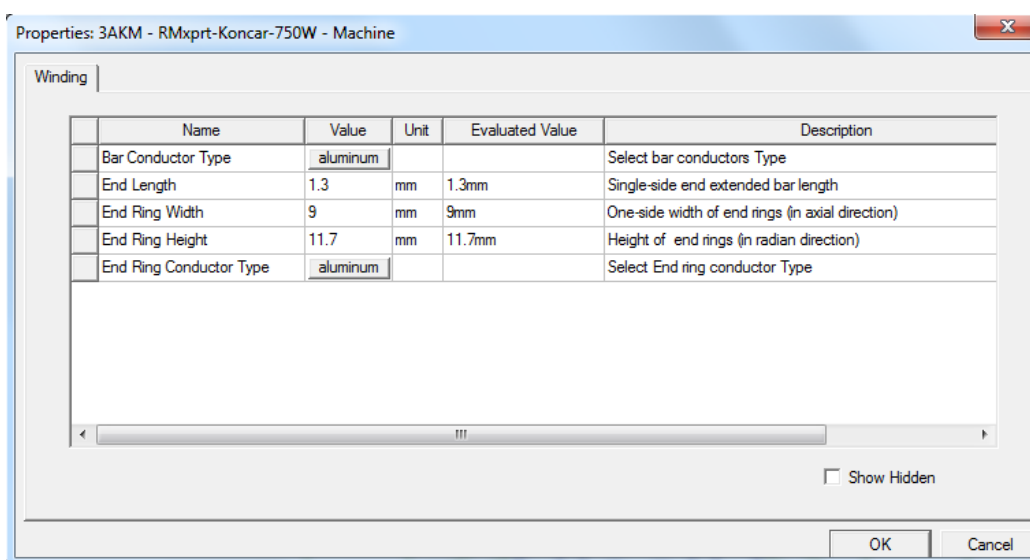 Properties: 3AKM - RMxprt-Koncar-750W - Machine
Winding
Name Value Unit Evaluated Value Description
Bar Conductor Type aluminum Select bar conductors Type
End Length 1.3 mm 1.3mm Single-side end extended bar length
End Ring Width 9 mm 9mm One-side width of end rings (in axial direction)
End Ring Height 11.7 mm 11.7mm Height of end rings (in radian direction)
End Ring Conductor Type aluminum Select End ring conductor Type
Show Hidden
OK Cancel